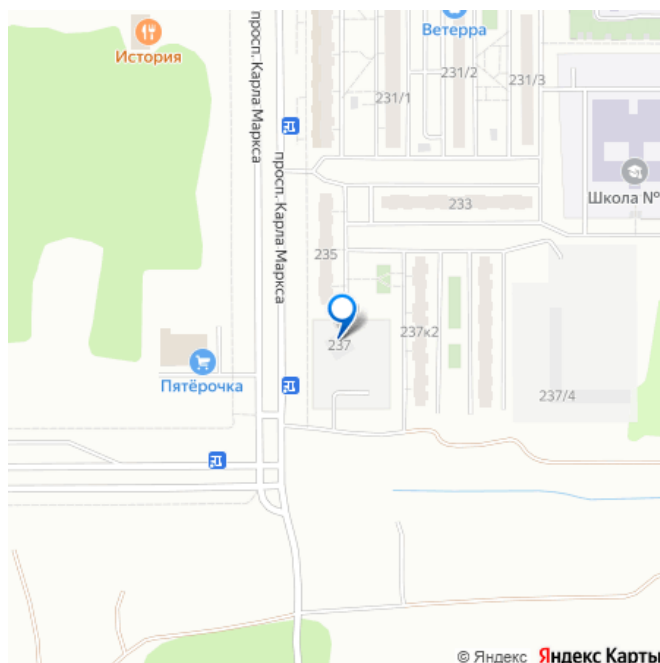 Ветерра
История
231/2
231/3
231/1
просп. Карла Маркса
просп. Карла Маркса
Школа №
233
235
237
237к2
Пятёрочка
237/4
© Яндекс Яндекс Карты